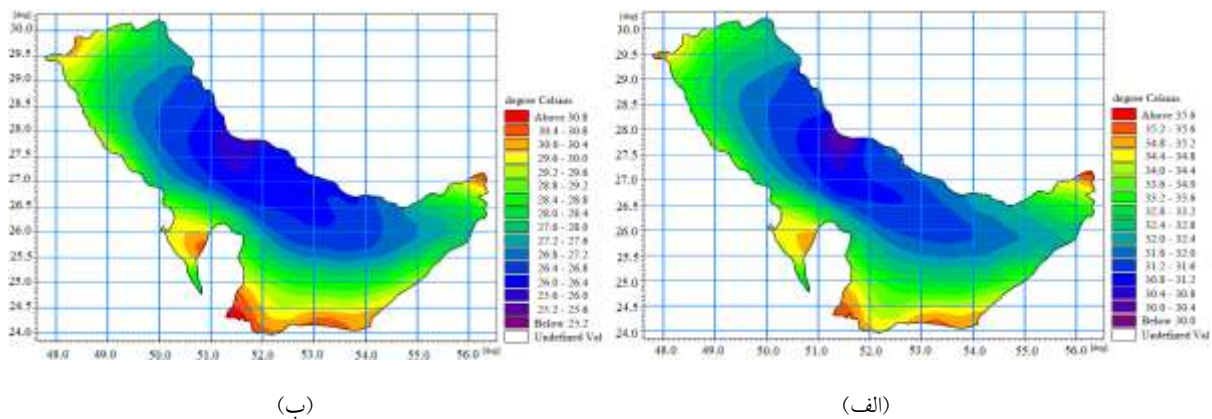 [deg]
30.0
29.5
29.0
28.5
28.0
27.5
27.0
26.5
26.0
25.5
25.0
24.5
24.0
48.0 49.0 50.0 51.0 52.0 53.0 54.0 55.0 56.0 [deg]
degree Celsius
Above 30.8
30.4 - 30.8
30.0 - 30.4
29.6 - 30.0
29.2 - 29.6
28.8 - 29.2
28.4 - 28.8
28.0 - 28.4
27.6 - 28.0
27.2 - 27.6
26.8 - 27.2
26.4 - 26.8
26.0 - 26.4
25.6 - 26.0
25.2 - 25.6
Below 25.2
Undefined Val
(ب)
[deg]
30.0
29.5
29.0
28.5
28.0
27.5
27.0
26.5
26.0
25.5
25.0
24.5
24.0
48.0 49.0 50.0 51.0 52.0 53.0 54.0 55.0 56.0 [deg]
degree Celsius
Above 35.6
35.2 - 35.6
34.8 - 35.2
34.4 - 34.8
34.0 - 34.4
33.6 - 34.0
33.2 - 33.6
32.8 - 33.2
32.4 - 32.8
32.0 - 32.4
31.6 - 32.0
31.2 - 31.6
30.8 - 31.2
30.4 - 30.8
30.0 - 30.4
Below 30.0
Undefined Val
(الف)